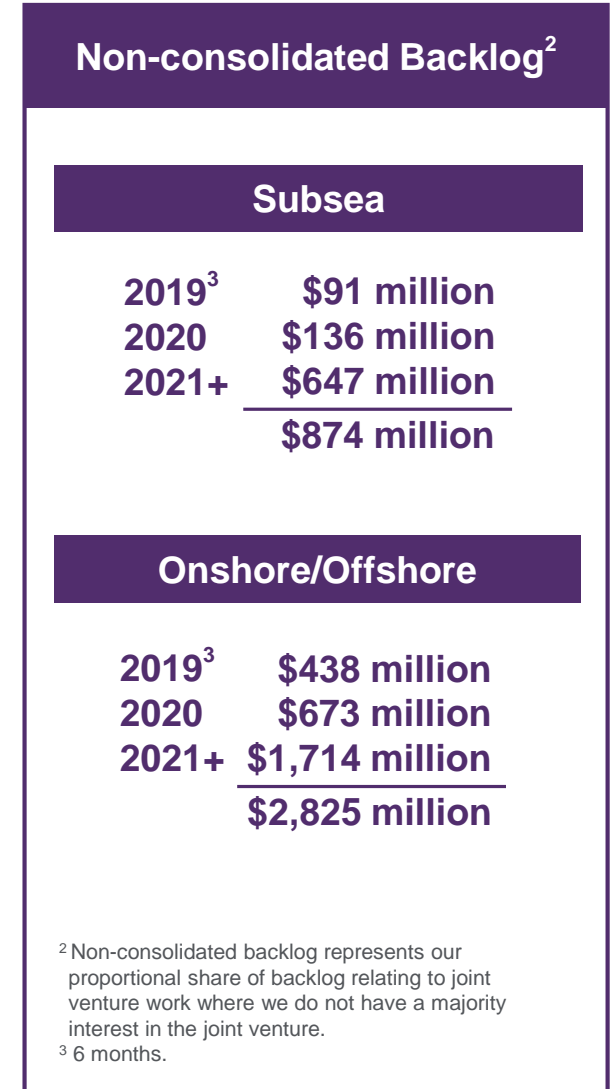 Non-consolidated Backlog²
Subsea
2019³ $91 million
2020 $136 million
2021+ $647 million
$874 million
Onshore/Offshore
2019³ $438 million
2020 $673 million
2021+ $1,714 million
$2,825 million
² Non-consolidated backlog represents our
proportional share of backlog relating to joint
venture work where we do not have a majority
interest in the joint venture.
³ 6 months.